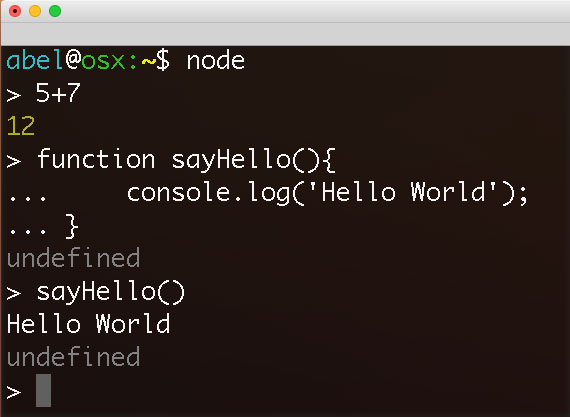 abel@osx:~$ node
> 5+7
12
> function sayHello(){
...     console.log('Hello World');
... }
undefined
> sayHello()
Hello World
undefined
>